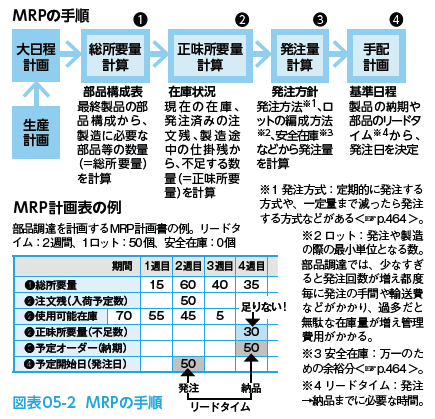 MRPの手順
❶ ❷ ❸ ❹
大日程計画
総所要量計算
正味所要量計算
発注量計算
手配計画
生産計画
部品構成表
最終製品の部
品構成から、
製造に必要な
部品等の数量
(=総所要量)
を計算
在庫状況
現在の在庫、
発注済みの注
文残、製造途
中の仕掛残か
ら、不足する数
量(=正味所要
量)を計算
発注方針
発注方法※1、ロ
ットの編成方法
※2、安全在庫※3
などから発注量
を計算
基準日程
製品の納期や
部品のリードタ
イム※4から、
発注日を決定
MRP計画表の例
部品調達を計画するMRP計画書の例。リードタ
イム:2週間、1ロット:50個、安全在庫:0個
期間 1週目 2週目 3週目 4週目
❶総所要量 15 60 40 35
❷注文残(入荷予定数) 50
❷使用可能在庫 70 55 45 5
足りない!
正味所要量(不足数) 30
予定オーダー(納期) 50
予定開始日(発注日) 50
発注 納品
リードタイム
※1 発注方式:定期的に発注する
方式や、一定量まで減ったら発注
する方式などがある<☞p.464>。
※2 ロット:発注や製造
の際の最小単位となる数。
部品調達では、少なすぎ
ると発注回数が増え都度
毎に発注の手間や輸送費
などがかかり、過多だと
無駄な在庫量が増え管理
費用がかかる。
※3 安全在庫:万一のた
めの余裕分<☞p.464>。
※4 リードタイム:発注
→納品までに必要な時間。
図表05-2 MRPの手順